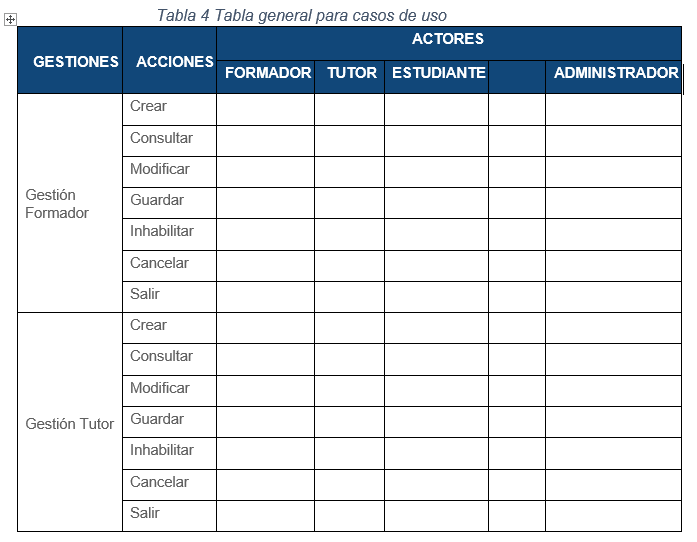 Tabla 4 Tabla general para casos de uso
GESTIONES ACCIONES ACTORES
FORMADOR TUTOR ESTUDIANTE ADMINISTRADOR
Gestión Formador
Crear
Consultar
Modificar
Guardar
Inhabilitar
Cancelar
Salir
Gestión Tutor
Crear
Consultar
Modificar
Guardar
Inhabilitar
Cancelar
Salir